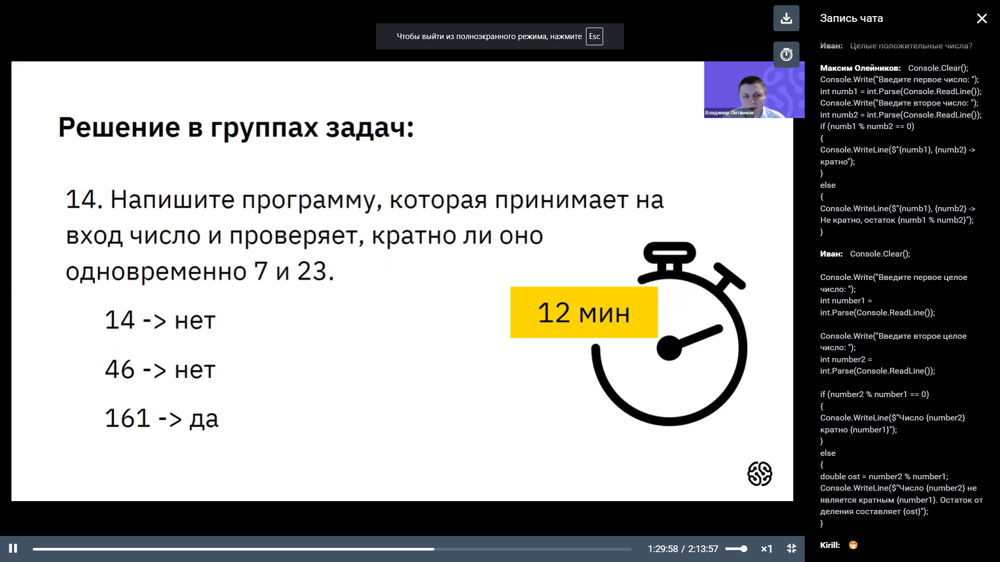 Чтобы выйти из полноэкранного режима, нажмите Esc
Владимир Литвинов
Решение в группах задач:
14. Напишите программу, которая принимает на
вход число и проверяет, кратно ли оно
одновременно 7 и 23.
14 -> нет
46 -> нет
161 -> да
12 мин
1:29:58 / 2:13:57
×1
Запись чата
Иван: Целые положительные числа?
Максим Олейников: Console.Clear();
Console.Write("Введите первое число: ");
int numb1 = int.Parse(Console.ReadLine());
Console.Write("Введите второе число: ");
int numb2 = int.Parse(Console.ReadLine());
if (numb1 % numb2 == 0)
{
Console.WriteLine($"{numb1}, {numb2} ->
кратно");
}
else
{
Console.WriteLine($"{numb1}, {numb2} ->
Не кратно, остаток {numb1 % numb2}");
}
Иван: Console.Clear();
Console.Write("Введите первое целое
число: ");
int number1 =
int.Parse(Console.ReadLine());
Console.Write("Введите второе целое
число: ");
int number2 =
int.Parse(Console.ReadLine());
if (number2 % number1 == 0)
{
Console.WriteLine($"Число {number2}
кратно {number1}");
}
else
{
double ost = number2 % number1;
Console.WriteLine($"Число {number2} не
является кратным {number1}. Остаток от
деления составляет {ost}");
}
Kirill: 😁